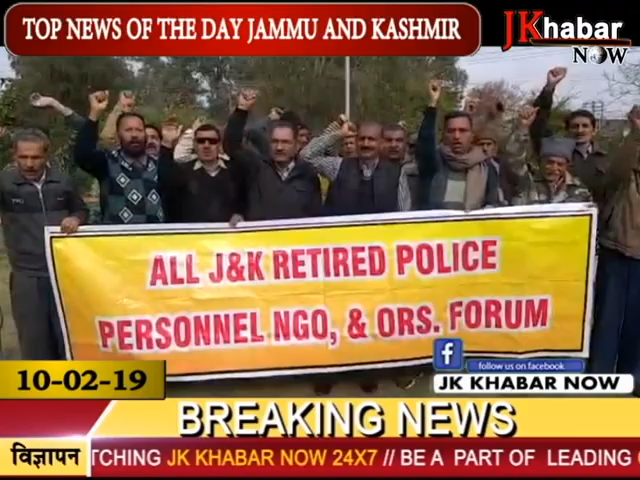 TOP NEWS OF THE DAY JAMMU AND KASHMIR
JKhabar
NOW
ALL J&K RETIRED POLICE
PERSONNEL NGO, & ORS. FORUM
f
follow us on facebook
JK KHABAR NOW
10-02-19
BREAKING NEWS
विज्ञापन
TCHING JK KHABAR NOW 24X7 // BE A PART OF LEADING